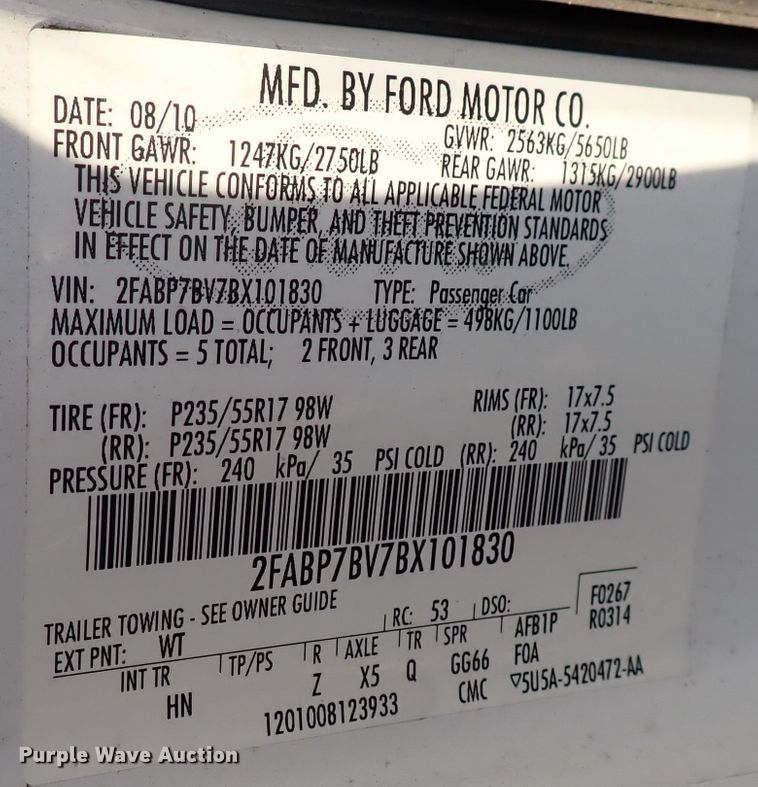 MFD. BY FORD MOTOR CO.
DATE: 08/10 GVWR: 2563KG/5650LB
FRONT GAWR: 1247KG/2750LB REAR GAWR: 1315KG/2900LB
THIS VEHICLE CONFORMS TO ALL APPLICABLE FEDERAL MOTOR
VEHICLE SAFETY, BUMPER, AND THEFT PREVENTION STANDARDS
IN EFFECT ON THE DATE OF MANUFACTURE SHOWN ABOVE.
VIN: 2FABP7BV7BX101830 TYPE: Passenger Car
MAXIMUM LOAD = OCCUPANTS + LUGGAGE = 498KG/1100LB
OCCUPANTS = 5 TOTAL; 2 FRONT, 3 REAR
TIRE (FR): P235/55R17 98W RIMS (FR): 17x7.5
(RR): P235/55R17 98W (RR): 17x7.5
PRESSURE (FR): 240 kPa/ 35 PSI COLD (RR): 240 kPa/ 35 PSI COLD
2FABP7BV7BX101830
TRAILER TOWING - SEE OWNER GUIDE
EXT PNT: WT RC: 53 DSO: F0267
R0314
INT TR TP/PS R AXLE TR SPR AFB1P
HN Z X5 Q GG66 FOA
1201008123933 CMC ▽5U5A-5420472-AA
Purple Wave Auction